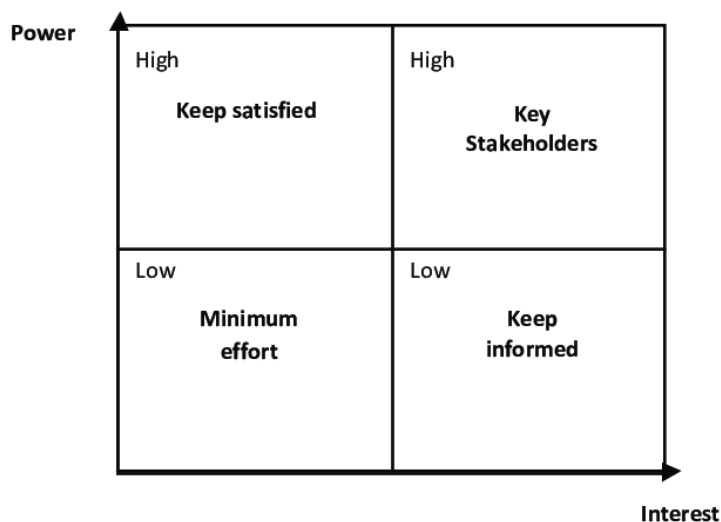 Power
High
High
Keep satisfied
Key
Stakeholders
Low
Low
Minimum
effort
Keep
informed
Interest